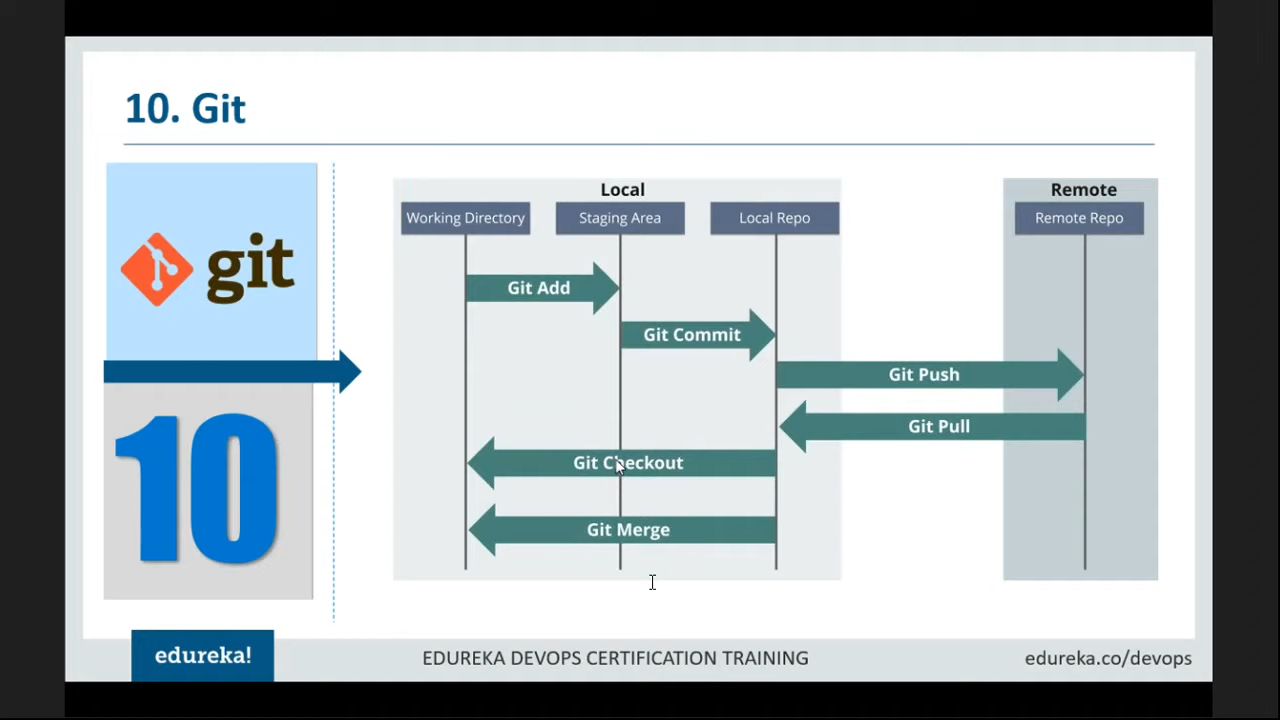 10. Git
git
10
Local
Remote
Working Directory
Staging Area
Local Repo
Remote Repo
Git Add
Git Commit
Git Push
Git Pull
Git Checkout
Git Merge
edureka!
EDUREKA DEVOPS CERTIFICATION TRAINING
edureka.co/devops